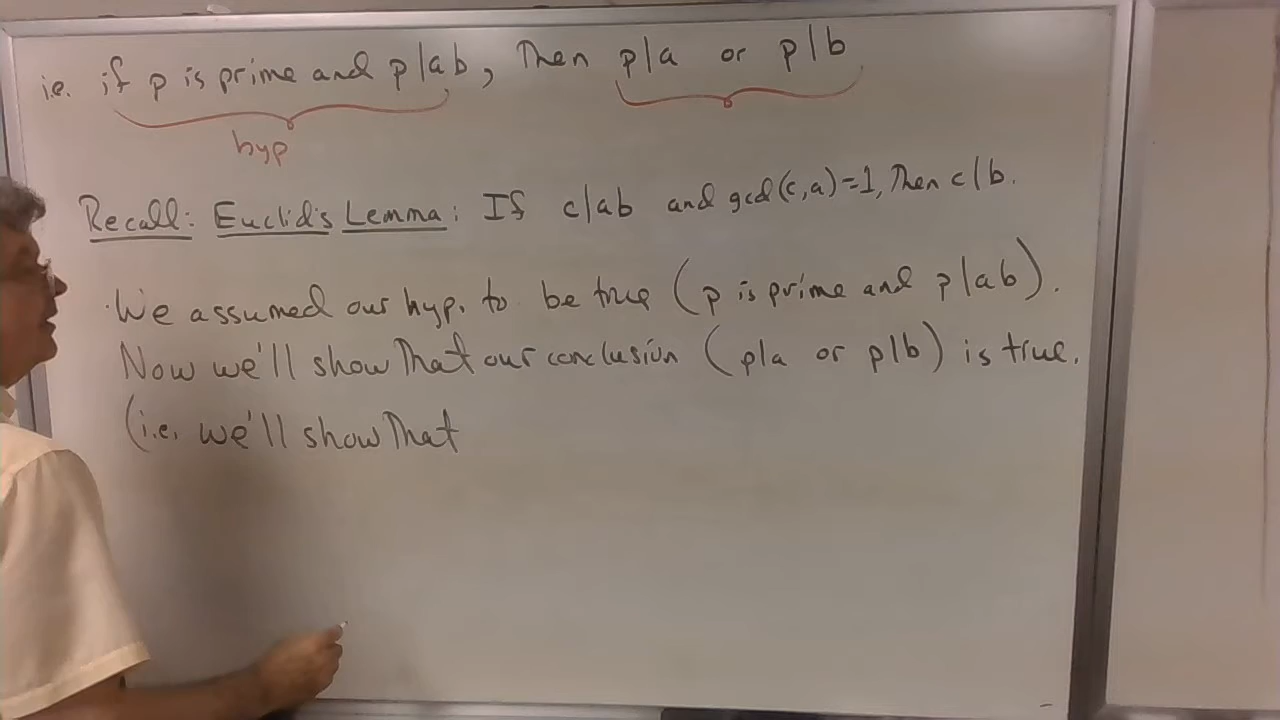 i.e. if p is prime and p|ab, Then p|a or p|b
hyp
Recall: Euclid's Lemma: If c|ab and gcd(c,a)=1, Then c|b.
We assumed our hyp. to be true (p is prime and p|ab).
Now we'll show That our conclusion (p|a or p|b) is true.
(i.e. we'll show That